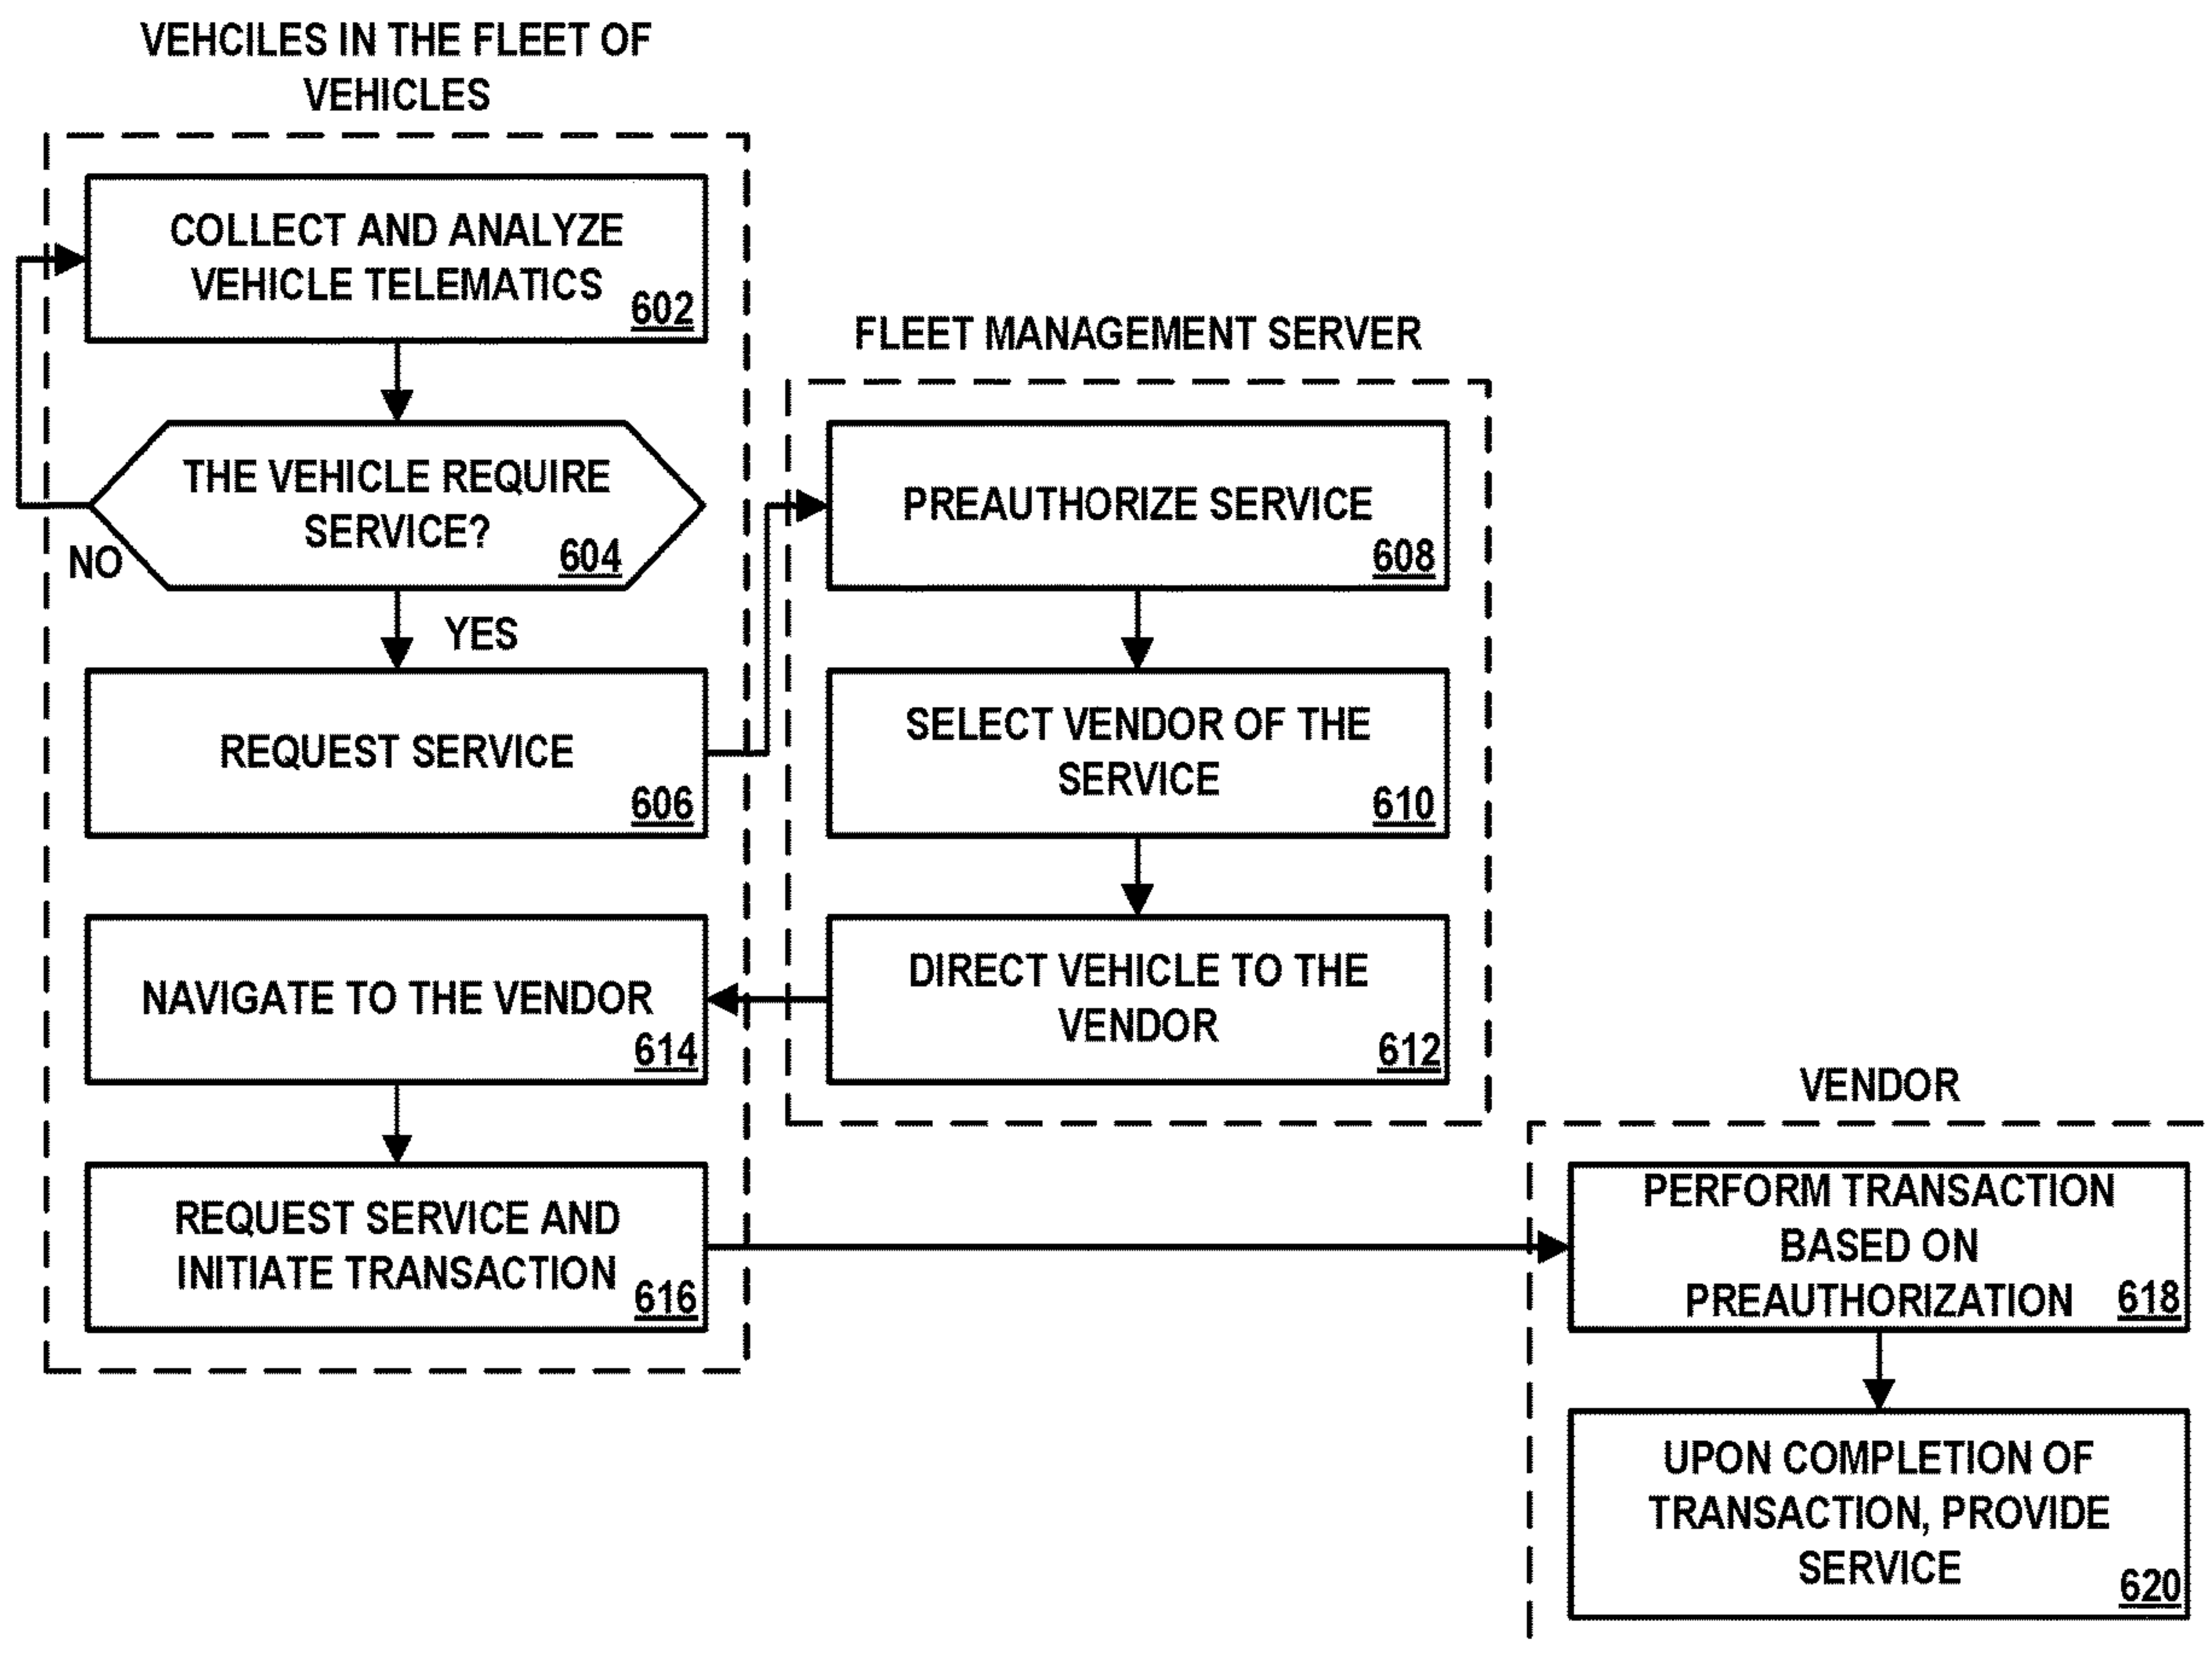 VEHCILES IN THE FLEET OF
VEHICLES
COLLECT AND ANALYZE
VEHICLE TELEMATICS
602
THE VEHICLE REQUIRE
SERVICE?
604
NO
YES
REQUEST SERVICE
606
FLEET MANAGEMENT SERVER
PREAUTHORIZE SERVICE
608
SELECT VENDOR OF THE
SERVICE
610
DIRECT VEHICLE TO THE
VENDOR
612
NAVIGATE TO THE VENDOR
614
REQUEST SERVICE AND
INITIATE TRANSACTION
616
VENDOR
PERFORM TRANSACTION
BASED ON
PREAUTHORIZATION
618
UPON COMPLETION OF
TRANSACTION, PROVIDE
SERVICE
620